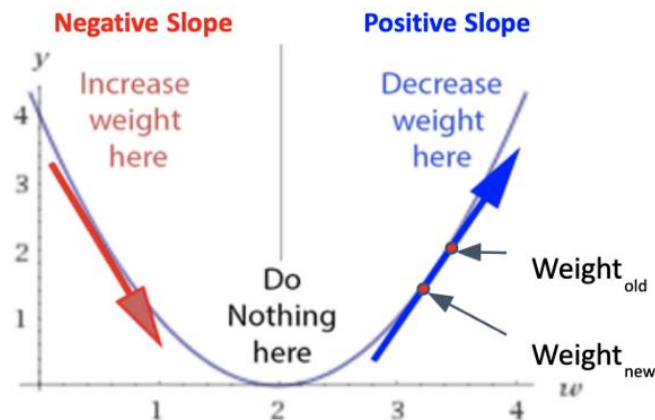 Negative Slope
Positive Slope
y
Increase
weight
here
Decrease
weight
here
4
3
2
1
Do
Nothing
here
Weight old
Weight new
1
2
3
4
w